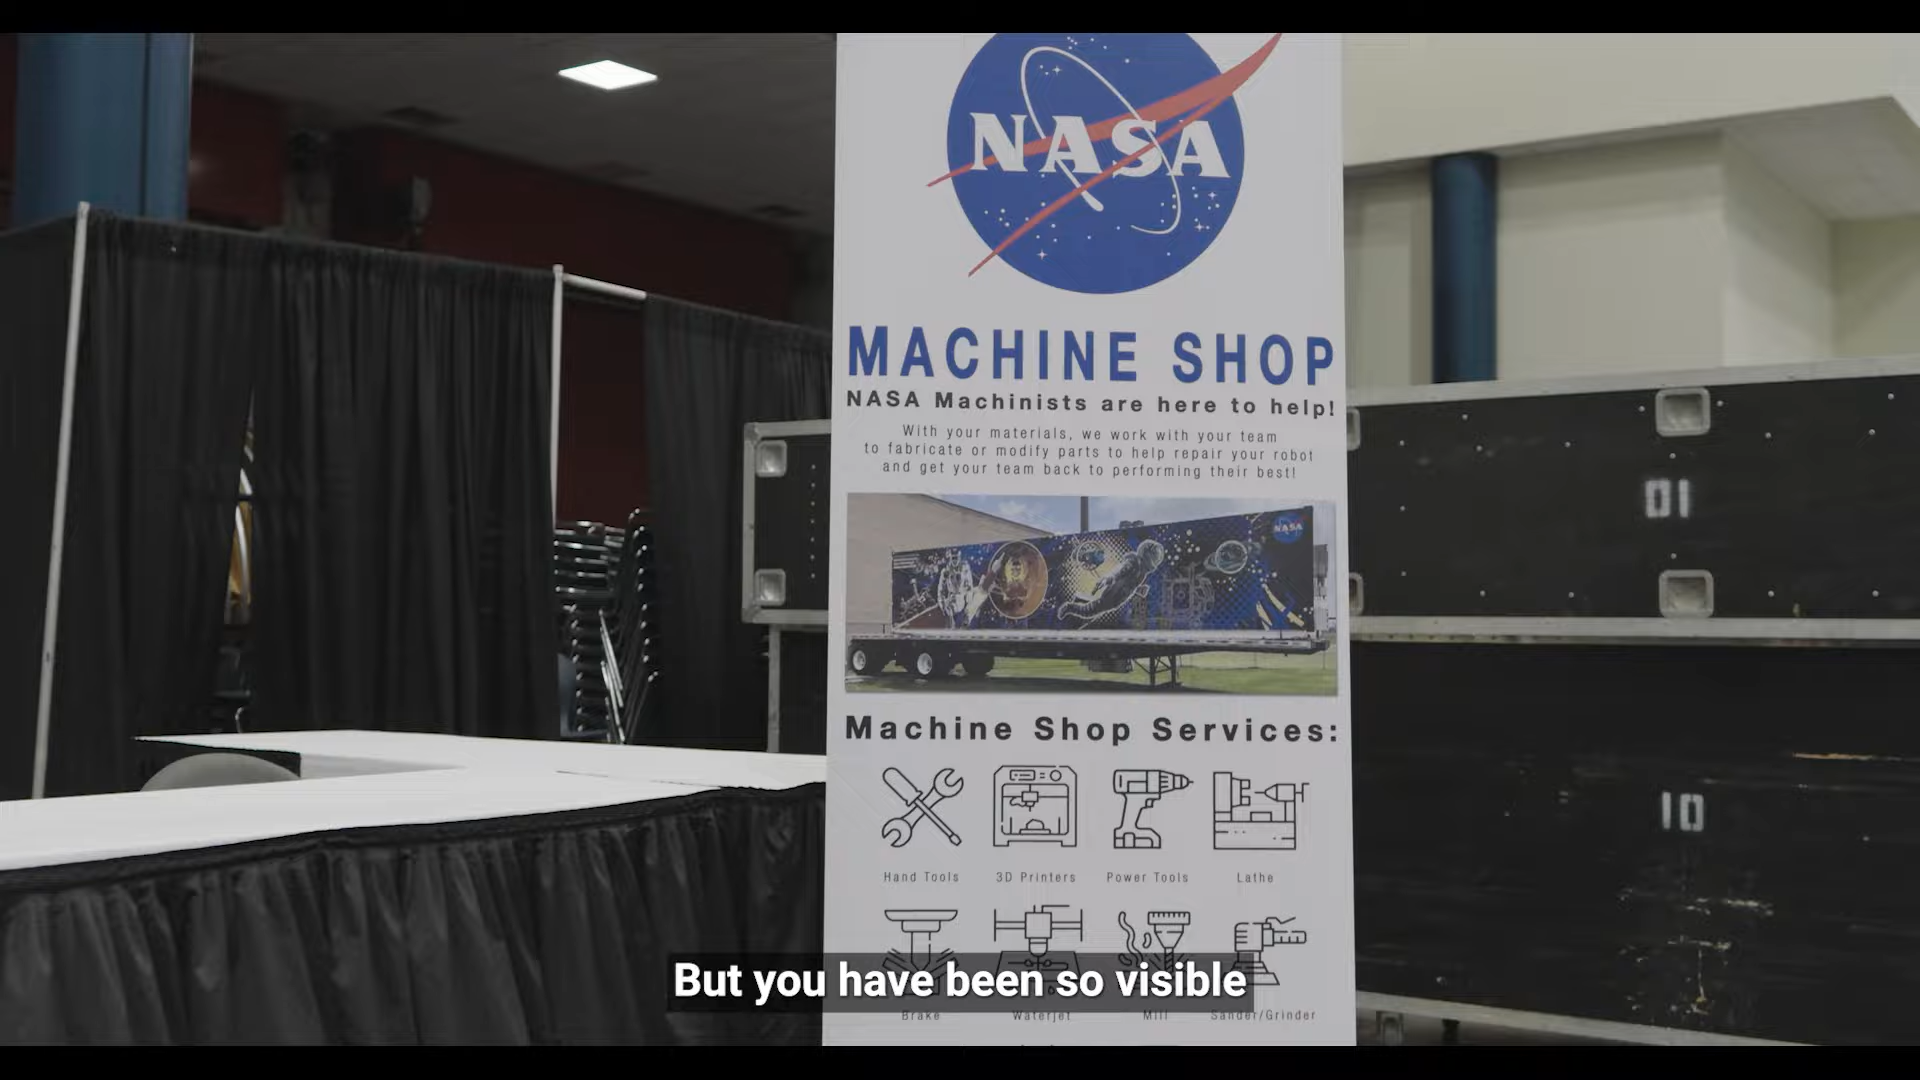 NASA
MACHINE SHOP
NASA Machinists are here to help!
With your materials, we work with your team
to fabricate or modify parts to help repair your robot
and get your team back to performing their best!
NASA
Machine Shop Services:
Hand Tools 3D Printers Power Tools Lathe
Brake Waterjet Mill Sander/Grinder
01
10
But you have been so visible